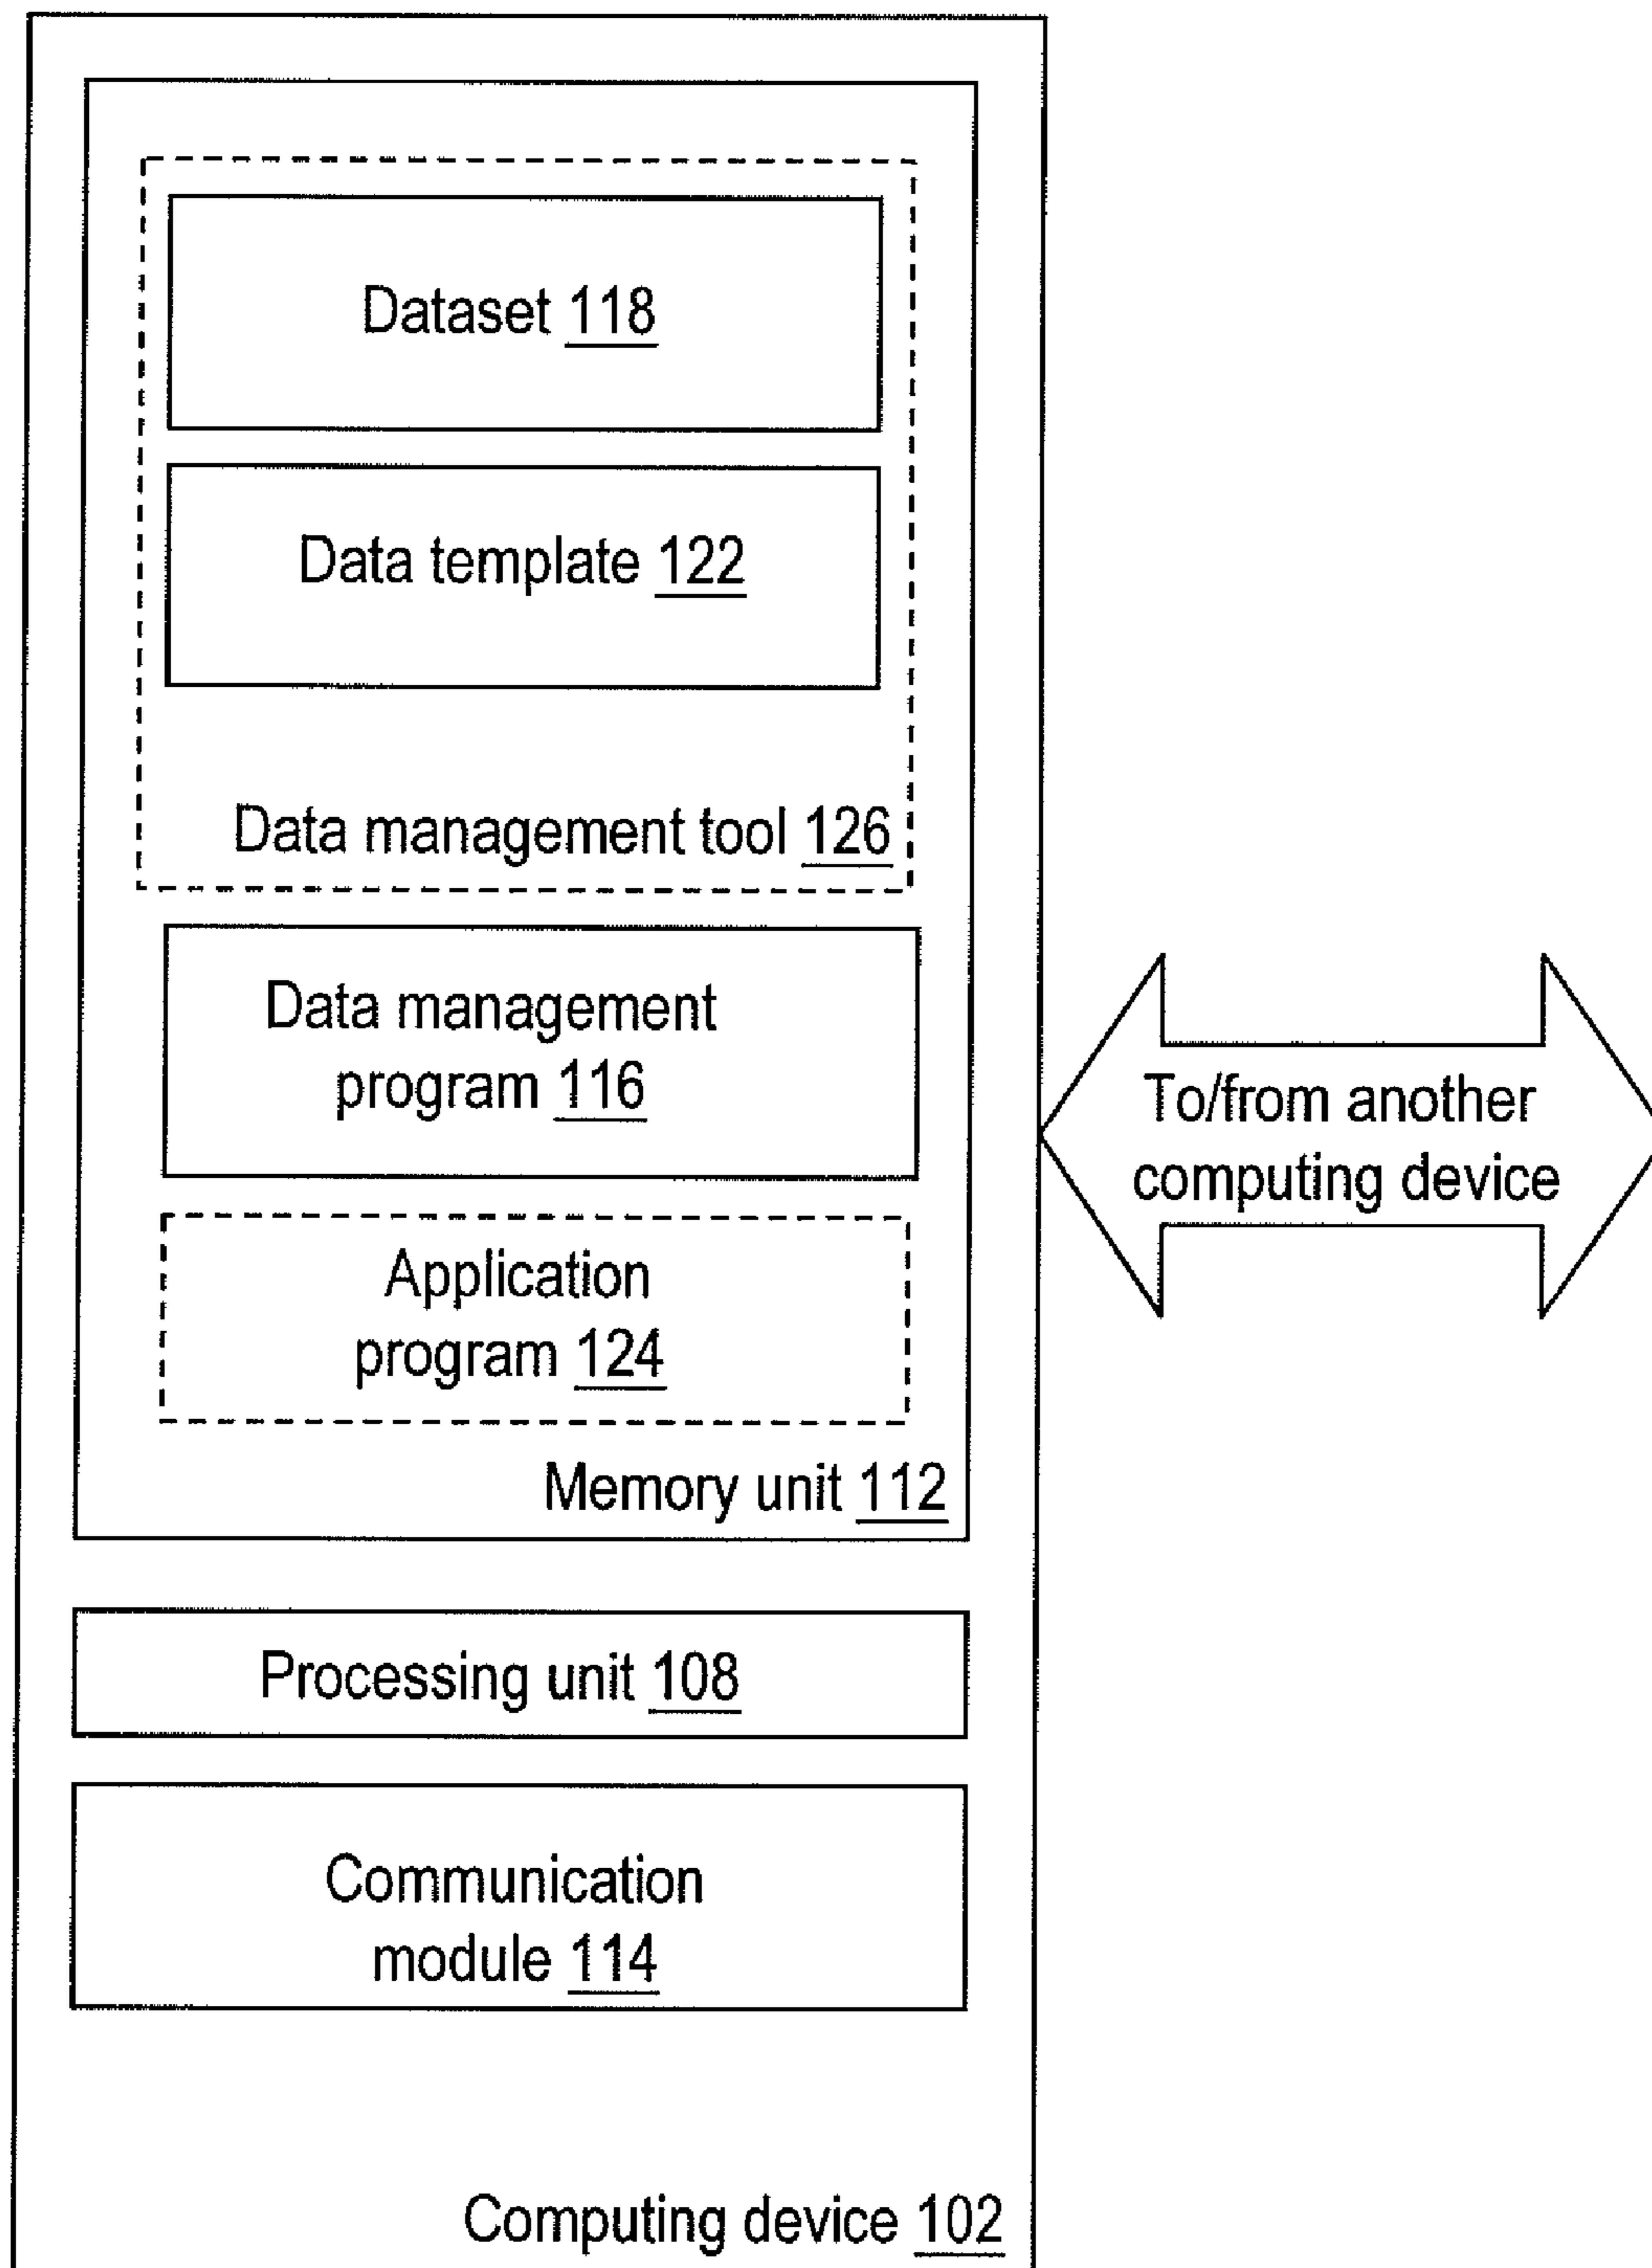 Dataset 118
Data template 122
Data management tool 126
Data management
program 116
To/from another
computing device
Application
program 124
Memory unit 112
Processing unit 108
Communication
module 114
Computing device 102